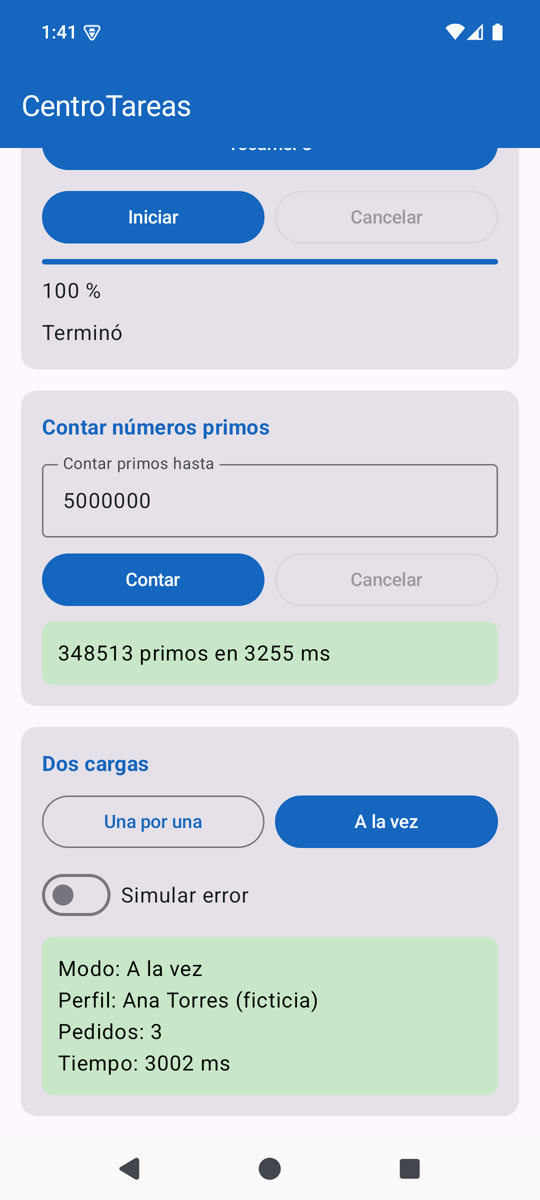 1:41
CentroTareas
Iniciar
Cancelar
100 %
Terminó
Contar números primos
Contar primos hasta
5000000
Contar
Cancelar
348513 primos en 3255 ms
Dos cargas
Una por una
A la vez
Simular error
Modo: A la vez
Perfil: Ana Torres (ficticia)
Pedidos: 3
Tiempo: 3002 ms